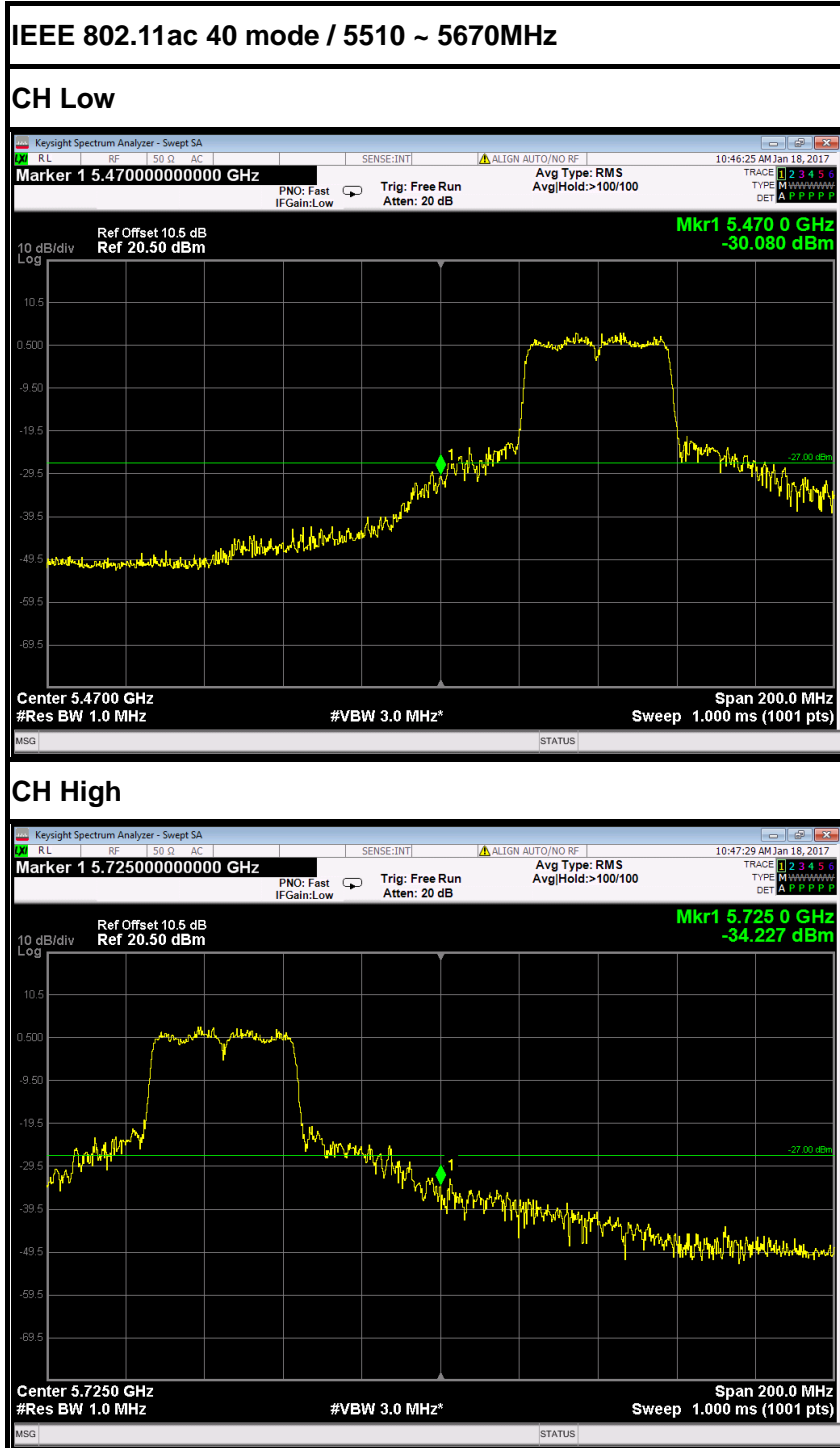 IEEE 802.11ac 40 mode / 5510 ~ 5670MHz
CH Low
Keysight Spectrum Analyzer - Swept SA
LXI RL RF 50 Ω AC SENSE:INT ALIGN AUTO/NO RF 10:46:25 AM Jan 18, 2017
Marker 1 5.470000000000 GHz
PNO: Fast
IFGain:Low
Trig: Free Run
Atten: 20 dB
Avg Type: RMS
Avg|Hold:>100/100
TRACE 1 2 3 4 5 6
TYPE M WWWWW
DET A P P P P P
Mkr1 5.470 0 GHz
-30.080 dBm
Ref Offset 10.5 dB
10 dB/div Ref 20.50 dBm
Log
10.5
0.500
-9.50
-19.5
-29.5
-39.5
-49.5
-59.5
-69.5
1
-27.00 dBm
Center 5.4700 GHz Span 200.0 MHz
#Res BW 1.0 MHz #VBW 3.0 MHz* Sweep 1.000 ms (1001 pts)
MSG STATUS
CH High
Keysight Spectrum Analyzer - Swept SA
LXI RL RF 50 Ω AC SENSE:INT ALIGN AUTO/NO RF 10:47:29 AM Jan 18, 2017
Marker 1 5.725000000000 GHz
PNO: Fast
IFGain:Low
Trig: Free Run
Atten: 20 dB
Avg Type: RMS
Avg|Hold:>100/100
TRACE 1 2 3 4 5 6
TYPE M WWWWW
DET A P P P P P
Mkr1 5.725 0 GHz
-34.227 dBm
Ref Offset 10.5 dB
10 dB/div Ref 20.50 dBm
Log
10.5
0.500
-9.50
-19.5
-29.5
-39.5
-49.5
-59.5
-69.5
1
-27.00 dBm
Center 5.7250 GHz Span 200.0 MHz
#Res BW 1.0 MHz #VBW 3.0 MHz* Sweep 1.000 ms (1001 pts)
MSG STATUS